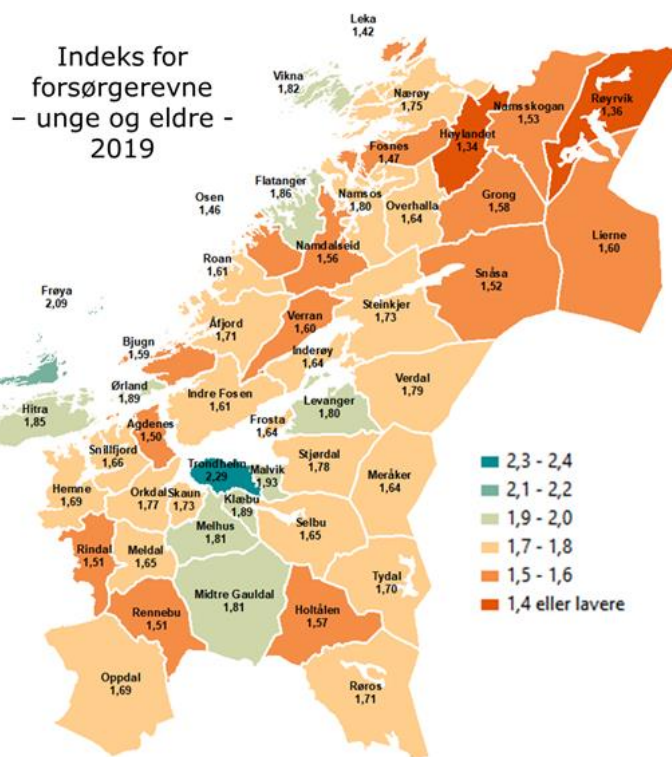 Indeks for
forsørgerevne
– unge og eldre -
2019
Leka
1,42
Vikna
1,82
Nærøy
1,75
Namsskogan
1,53
Røyrvik
1,36
Fosnes
1,47
Høylandet
1,34
Flatanger
1,86
Namsos
1,80
Overhalla
1,64
Grong
1,58
Osen
1,46
Lierne
1,60
Namdalseid
1,56
Roan
1,61
Snåsa
1,52
Frøya
2,09
Steinkjer
1,73
Verran
1,60
Åfjord
1,71
Bjugn
1,59
Inderøy
1,64
Verdal
1,79
Ørland
1,89
Indre Fosen
1,61
Levanger
1,80
Hitra
1,85
Frosta
1,64
Agdenes
1,50
Snillfjord
1,66
Stjørdal
1,78
Trondheim
2,29
Malvik
1,93
Meråker
1,64
Hemne
1,69
Orkdal
1,77
Skaun
1,73
Klæbu
1,89
Melhus
1,81
Selbu
1,65
Rindal
1,51
Meldal
1,65
Tydal
1,70
Midtre Gauldal
1,81
Holtålen
1,57
Rennebu
1,51
Oppdal
1,69
Røros
1,71
2,3 - 2,4
2,1 - 2,2
1,9 - 2,0
1,7 - 1,8
1,5 - 1,6
1,4 eller lavere